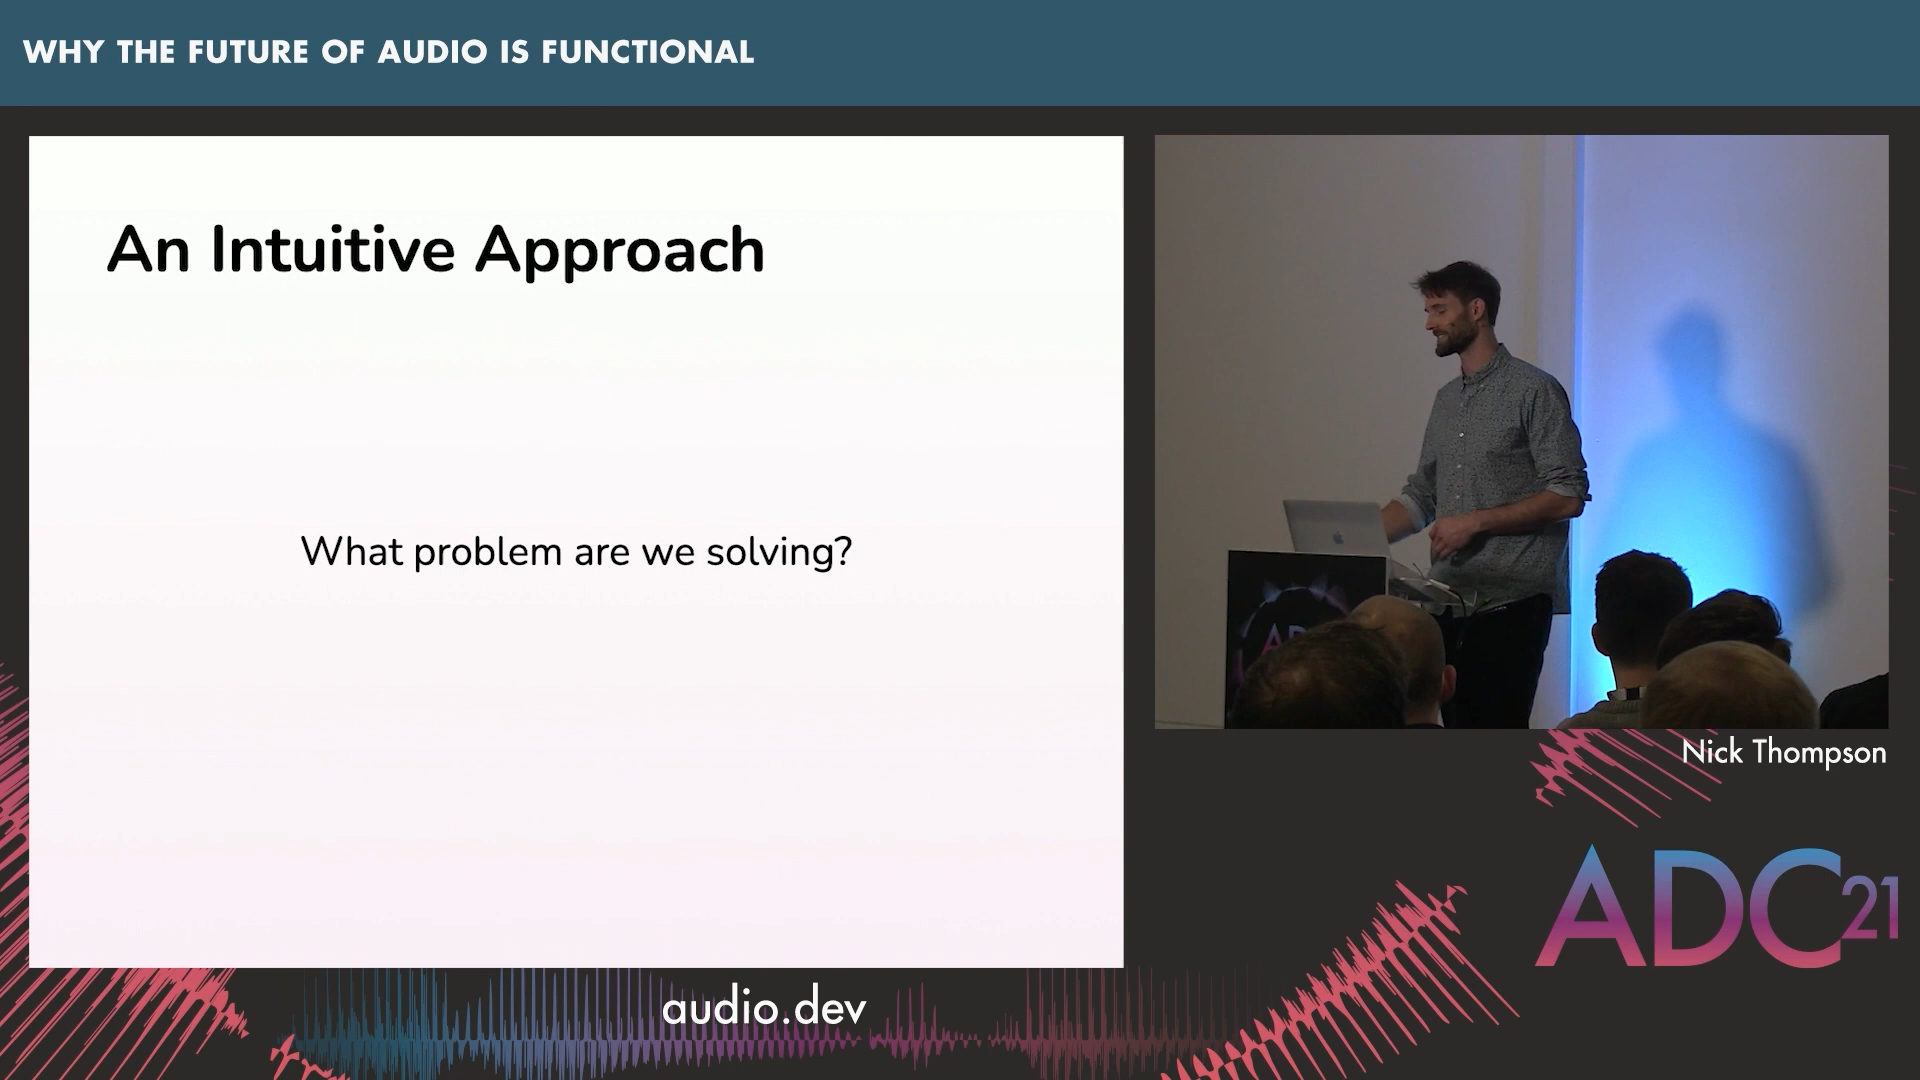 WHY THE FUTURE OF AUDIO IS FUNCTIONAL
An Intuitive Approach
What problem are we solving?
Nick Thompson
ADC21
audio.dev